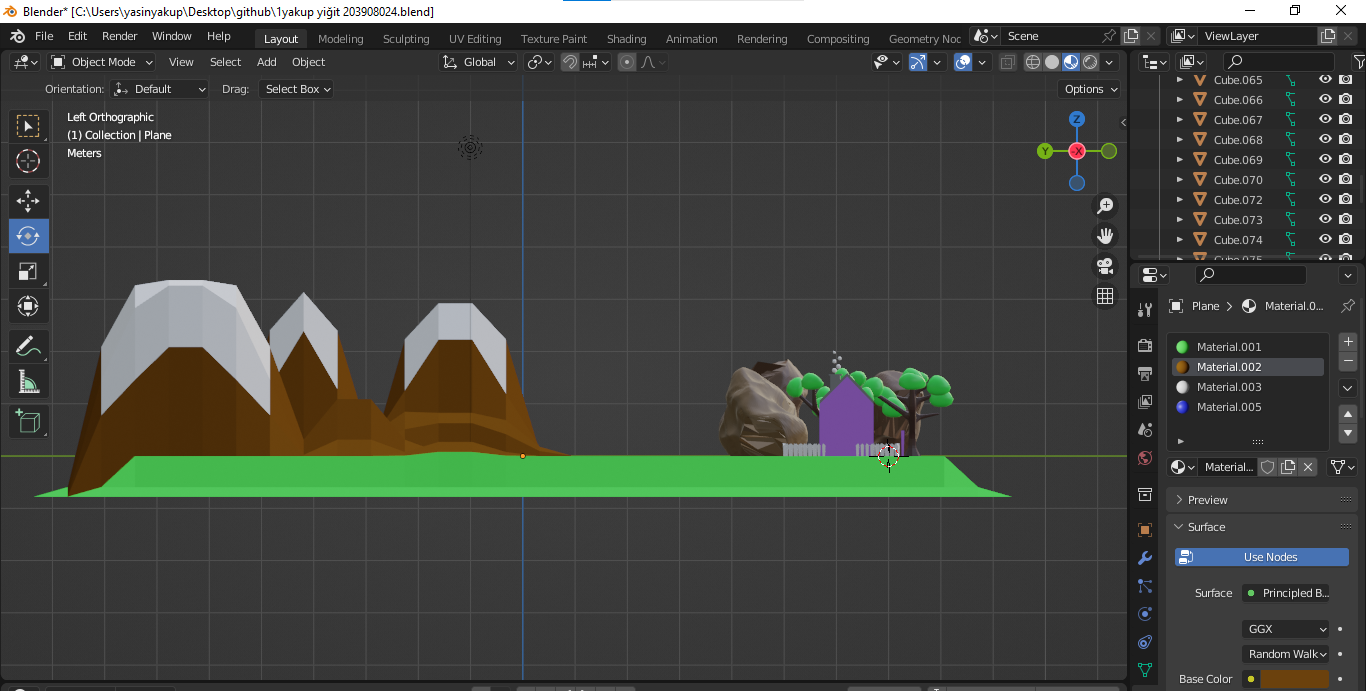 Blender* [C:\Users\yasinyakup\Desktop\github\1yakup yiğit 203908024.blend]
File Edit Render Window Help Layout Modeling Sculpting UV Editing Texture Paint Shading Animation Rendering Compositing Geometry Noc Scene ViewLayer
Object Mode View Select Add Object Global
Orientation: Default Drag: Select Box Options
Left Orthographic
(1) Collection | Plane
Meters
Z
Y
-X
Cube.065
Cube.066
Cube.067
Cube.068
Cube.069
Cube.070
Cube.072
Cube.073
Cube.074
Cube.075
Plane > Material.0...
Material.001
Material.002
Material.003
Material.005
Material...
Preview
Surface
Use Nodes
Surface Principled B...
GGX
Random Walk
Base Color